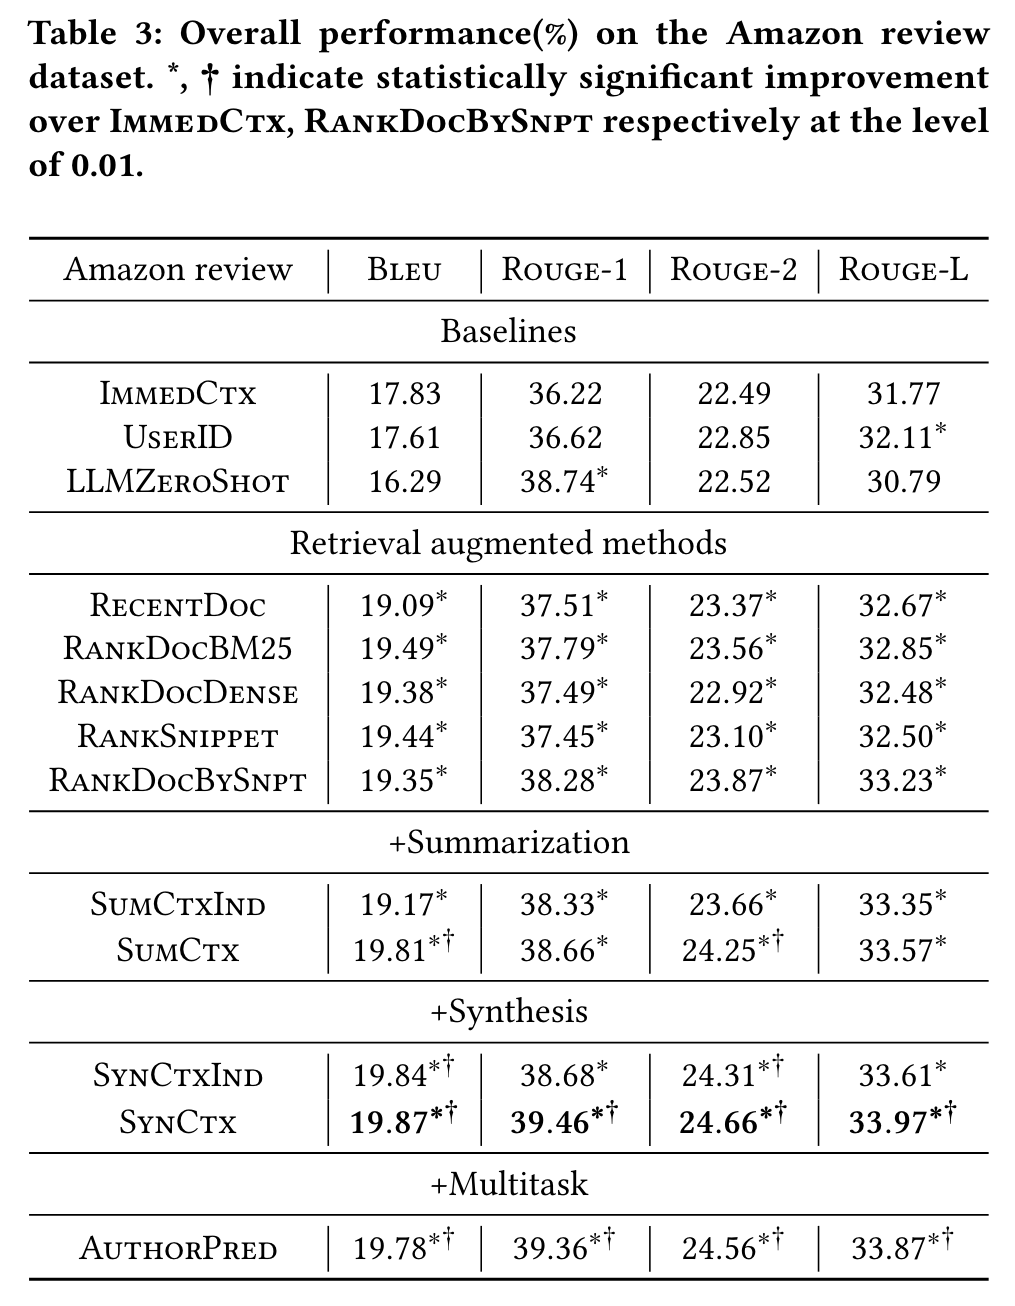 Table 3: Overall performance(%) on the Amazon review
dataset. *, † indicate statistically significant improvement
over ImmedCtx, RankDocBySnpt respectively at the level
of 0.01.
Amazon review Bleu Rouge-1 Rouge-2 Rouge-L
Baselines
ImmedCtx 17.83 36.22 22.49 31.77
UserID 17.61 36.62 22.85 32.11*
LLMZeroShot 16.29 38.74* 22.52 30.79
Retrieval augmented methods
RecentDoc 19.09* 37.51* 23.37* 32.67*
RankDocBM25 19.49* 37.79* 23.56* 32.85*
RankDocDense 19.38* 37.49* 22.92* 32.48*
RankSnippet 19.44* 37.45* 23.10* 32.50*
RankDocBySnpt 19.35* 38.28* 23.87* 33.23*
+Summarization
SumCtxInd 19.17* 38.33* 23.66* 33.35*
SumCtx 19.81*† 38.66* 24.25*† 33.57*
+Synthesis
SynCtxInd 19.84*† 38.68* 24.31*† 33.61*
SynCtx 19.87*† 39.46*† 24.66*† 33.97*†
+Multitask
AuthorPred 19.78*† 39.36*† 24.56*† 33.87*†